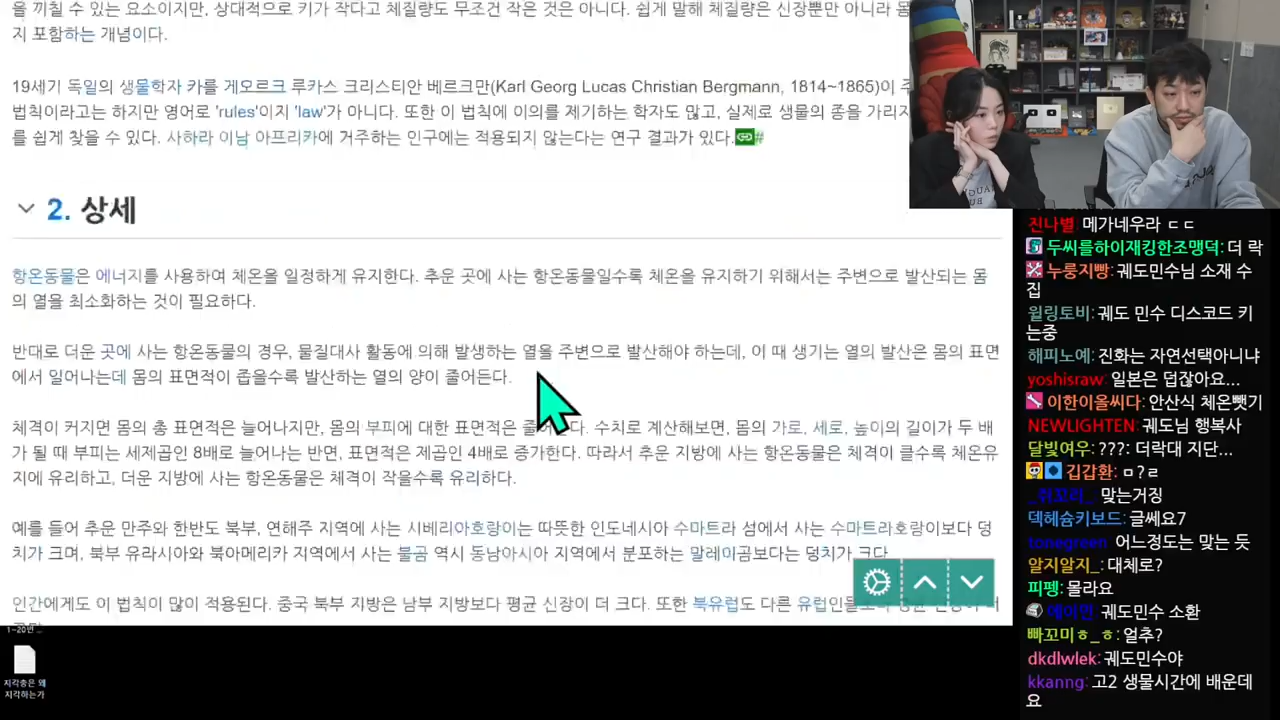 을 끼칠 수 있는 요소이지만, 상대적으로 키가 작다고 체질량도 무조건 작은 것은 아니다. 쉽게 말해 체질량은 신장뿐만 아니라 몸
지 포함하는 개념이다.
19세기 독일의 생물학자 카를 게오르크 루카스 크리스티안 베르크만(Karl Georg Lucas Christian Bergmann, 1814~1865)이 주
법칙이라고는 하지만 영어로 'rules'이지 'law'가 아니다. 또한 이 법칙에 이의를 제기하는 학자도 많고, 실제로 생물의 종을 가리지
를 쉽게 찾을 수 있다. 사하라 이남 아프리카에 거주하는 인구에는 적용되지 않는다는 연구 결과가 있다.#
2. 상세
항온동물은 에너지를 사용하여 체온을 일정하게 유지한다. 추운 곳에 사는 항온동물일수록 체온을 유지하기 위해서는 주변으로 발산되는 몸
의 열을 최소화하는 것이 필요하다.
반대로 더운 곳에 사는 항온동물의 경우, 물질대사 활동에 의해 발생하는 열을 주변으로 발산해야 하는데, 이 때 생기는 열의 발산은 몸의 표면
에서 일어나는데 몸의 표면적이 좁을수록 발산하는 열의 양이 줄어든다.
체격이 커지면 몸의 총 표면적은 늘어나지만, 몸의 부피에 대한 표면적은 줄어든다. 수치로 계산해보면, 몸의 가로, 세로, 높이의 길이가 두 배
가 될 때 부피는 세제곱인 8배로 늘어나는 반면, 표면적은 제곱인 4배로 증가한다. 따라서 추운 지방에 사는 항온동물은 체격이 클수록 체온유
지에 유리하고, 더운 지방에 사는 항온동물은 체격이 작을수록 유리하다.
예를 들어 추운 만주와 한반도 북부, 연해주 지역에 사는 시베리아호랑이는 따뜻한 인도네시아 수마트라 섬에서 사는 수마트라호랑이보다 덩
치가 크며, 북부 유라시아와 북아메리카 지역에서 사는 불곰 역시 동남아시아 지역에서 분포하는 말레이곰보다는 덩치가 크다.
인간에게도 이 법칙이 많이 적용된다. 중국 북부 지방은 남부 지방보다 평균 신장이 더 크다. 또한 북유럽도 다른 유럽인들
지각층은 왜
지각하는가
진나별 메가네우라 ㄷㄷ
두씨를하이재킹한조맹덕: 더 락
누룽지빵: 궤도민수님 소재 수
집
윌링토비: 궤도 민수 디스코드 키
는중
해피노예: 진화는 자연선택아니냐
yoshisraw: 일본은 덥잖아요...
이한이올씨다: 안산식 체온뺏기
NEWLIGHTEN: 궤도님 행복사
달빛여우: ???: 더락대 지단...
김갑환: ㅁ?ㄹ
_쥐꼬리_ 맞는거징
덱헤슘키보드: 글쎄요7
tonegreen 어느정도는 맞는 듯
알지알지_: 대체로?
피펭: 몰라요
에이만: 궤도민수 소환
빠꼬미ㅎ_ㅎ: 얼추?
dkdlwlek: 궤도민수야
kkanng: 고2 생물시간에 배운데
요